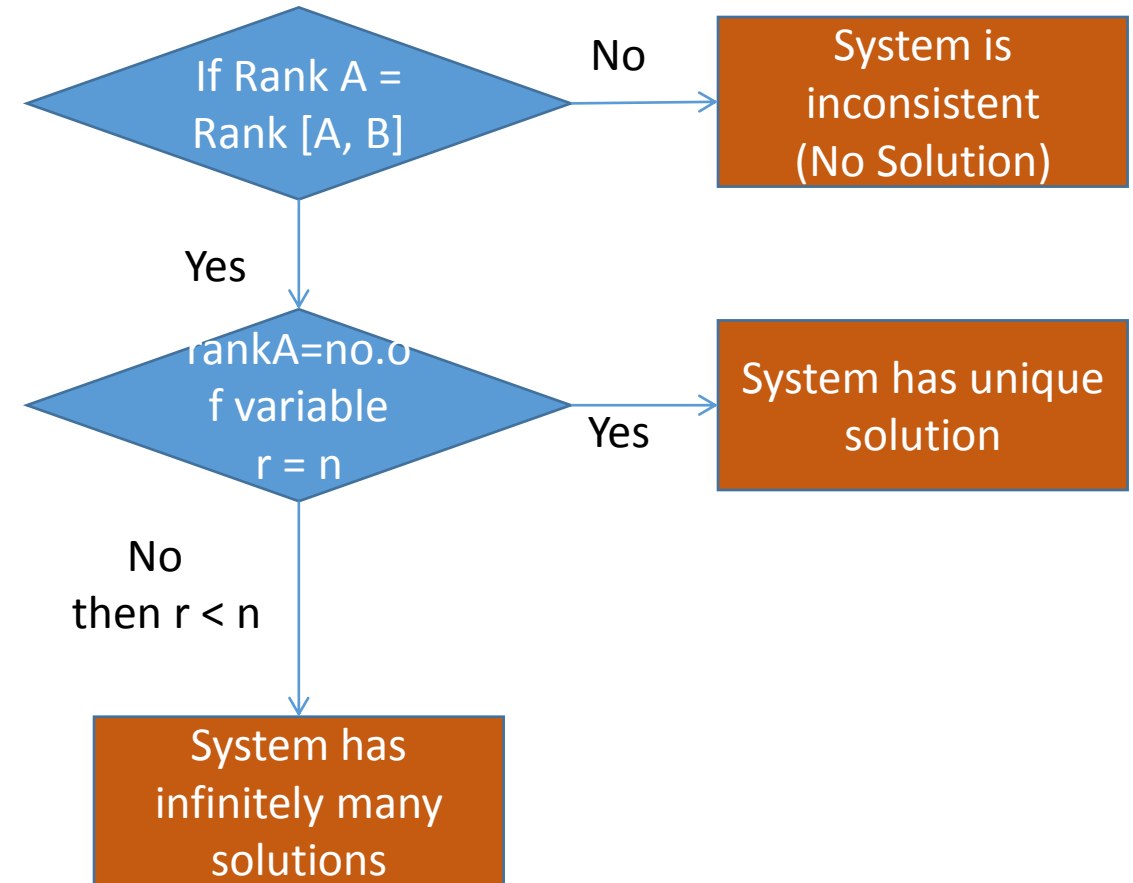 If Rank A =
Rank [A, B]
No
System is
inconsistent
(No Solution)
Yes
rankA=no.o
f variable
r = n
Yes
System has unique
solution
No
then r < n
System has
infinitely many
solutions